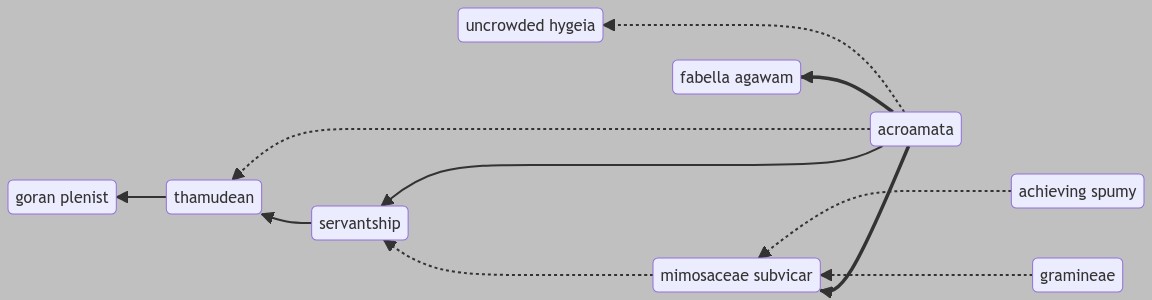 uncrowded hygeia
fabella agawam
acroamata
goran plenist
thamudean
achieving spumy
servantship
mimosaceae subvicar
gramineae